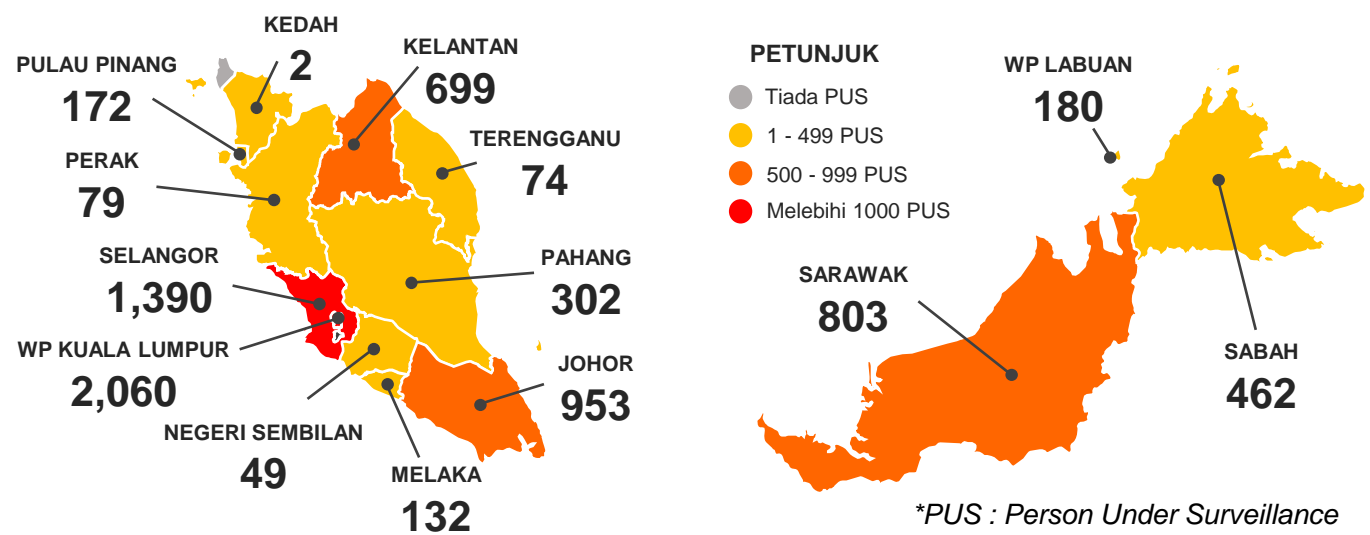 KEDAH
2
KELANTAN
699
PULAU PINANG
172
TERENGGANU
74
PERAK
79
SELANGOR
1,390
PAHANG
302
WP KUALA LUMPUR
2,060
JOHOR
953
NEGERI SEMBILAN
49
MELAKA
132
PETUNJUK
Tiada PUS
1 - 499 PUS
500 - 999 PUS
Melebihi 1000 PUS
WP LABUAN
180
SARAWAK
803
SABAH
462
*PUS : Person Under Surveillance